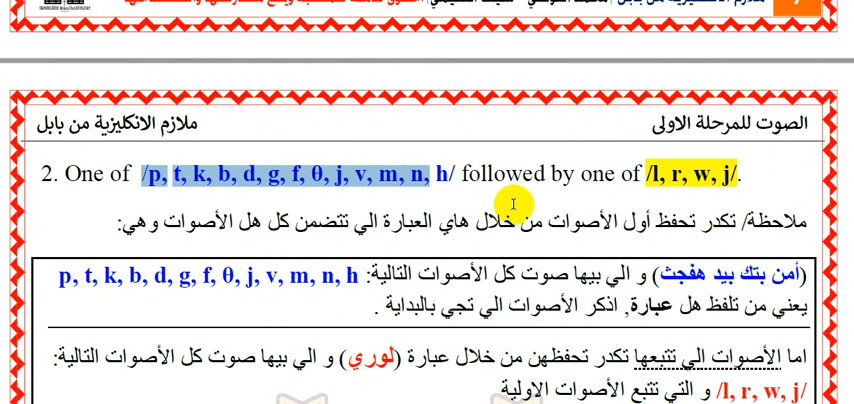 الصوت للمرحلة الاولى
ملازم الانكليزية من بابل
2. One of /p, t, k, b, d, g, f, θ, j, v, m, n, h/ followed by one of /l, r, w, j/.
ملاحظة/ تكدر تحفظ أول الأصوات من خلال هاي العبارة الي تتضمن كل هل الأصوات وهي:
(أمن بتك بيد هفجث) و الي بيها صوت كل الأصوات التالية: p, t, k, b, d, g, f, θ, j, v, m, n, h
يعني من تلفظ هل عبارة, اذكر الأصوات الي تجي بالبداية .
اما الأصوات الي تتبعها تكدر تحفظهن من خلال عبارة (لوري) و الي بيها صوت كل الأصوات التالية:
/l, r, w, j/ و التي تتبع الأصوات الاولية